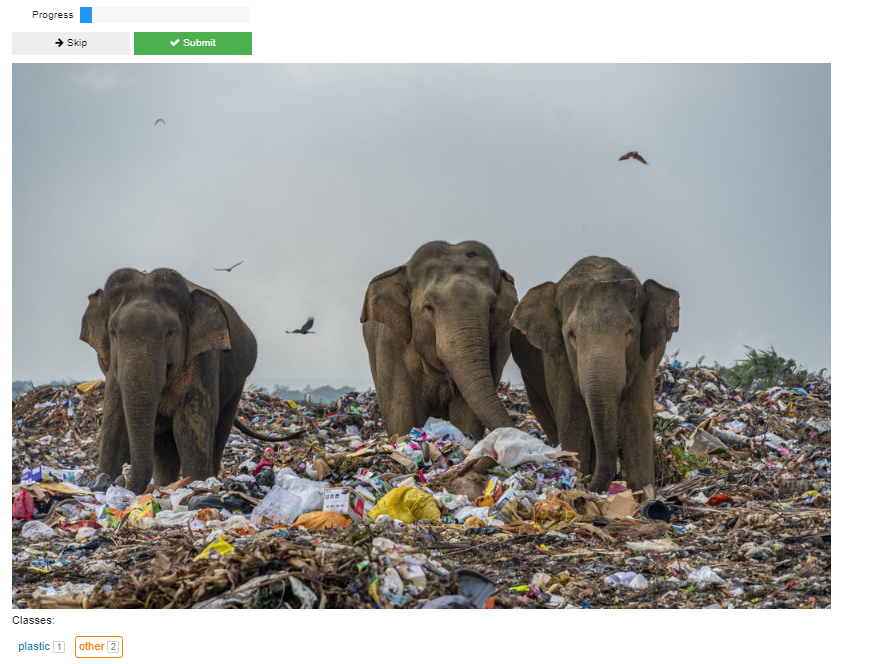 Progress
Skip
Submit
Classes:
plastic 1
other 2